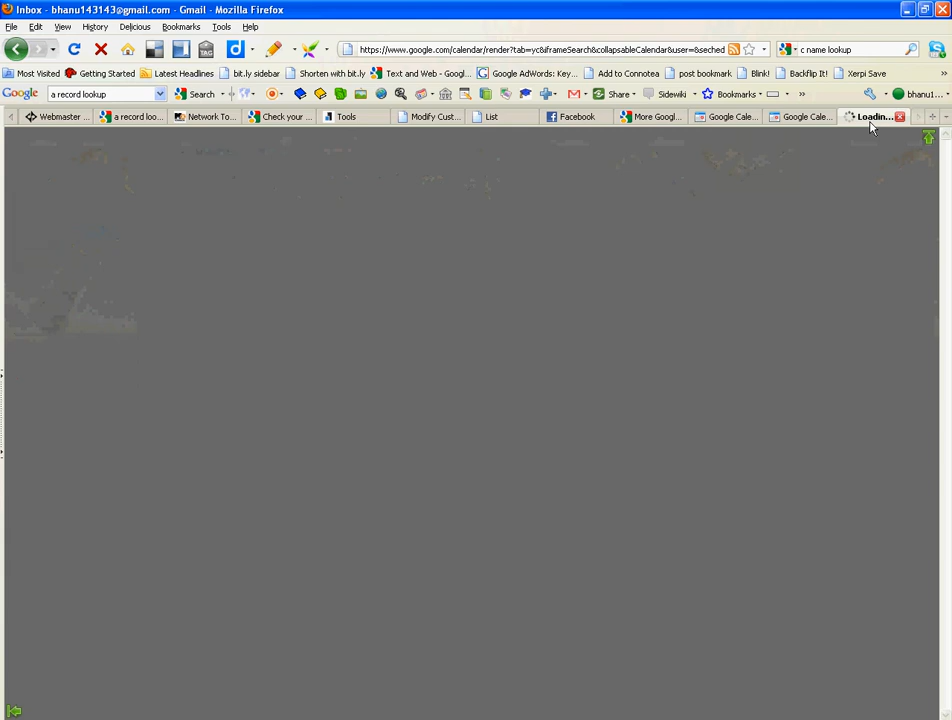 Inbox - bhanu143143@gmail.com - Gmail - Mozilla Firefox
File Edit View History Delicious Bookmarks Tools Help
https://www.google.com/calendar/render?tab=yc&iframeSearch&collapsableCalendar&user=&seched c name lookup
Most Visited Getting Started Latest Headlines bit.ly sidebar Shorten with bit.ly Text and Web - Googl... Google AdWords: Key... Add to Connotea post bookmark Blink! Backflip It! Xerpi Save »
Google a record lookup Search Share Sidewiki Bookmarks » bhanu1...
Webmaster ... a record loo... Network To... Check your ... Tools Modify Cust... List Facebook More Googl... Google Cale... Google Cale... Loadin...